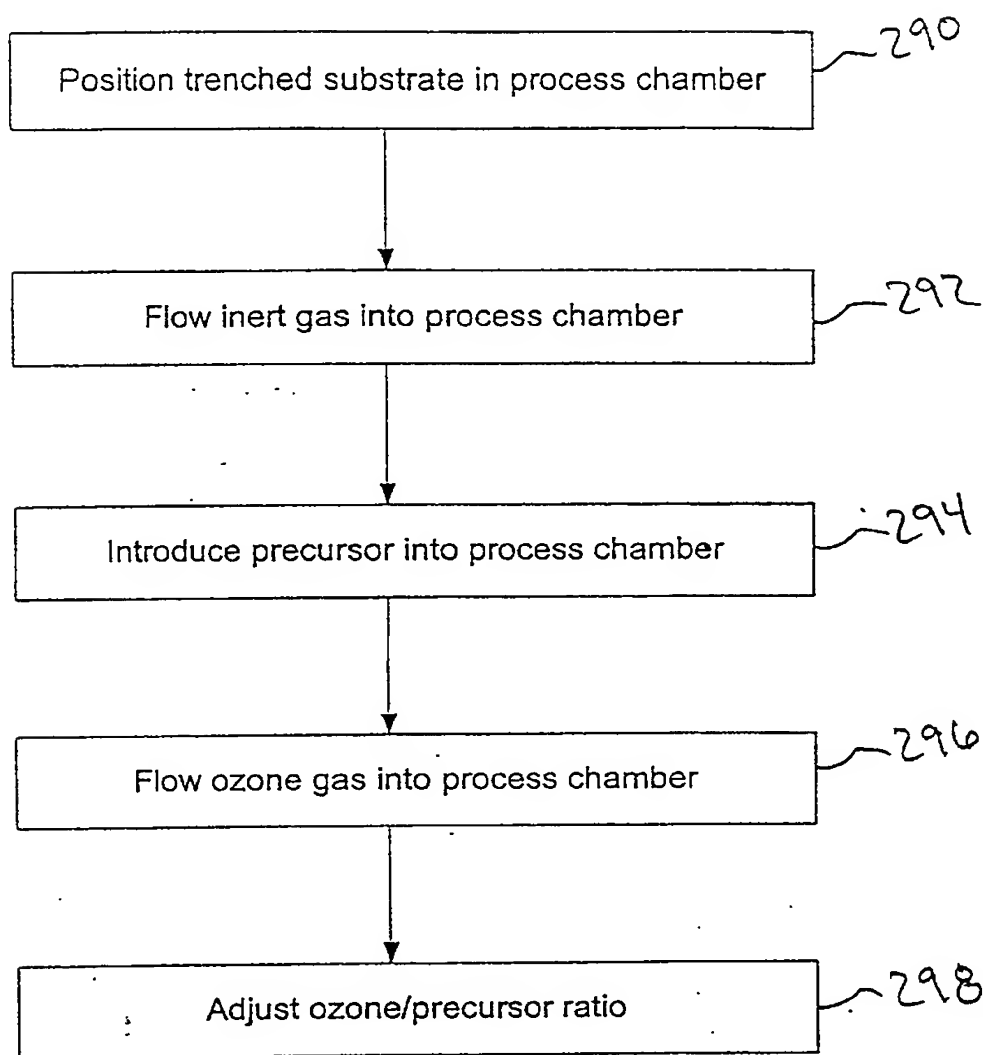 290
Position trenched substrate in process chamber
292
Flow inert gas into process chamber
294
Introduce precursor into process chamber
296
Flow ozone gas into process chamber
298
Adjust ozone/precursor ratio